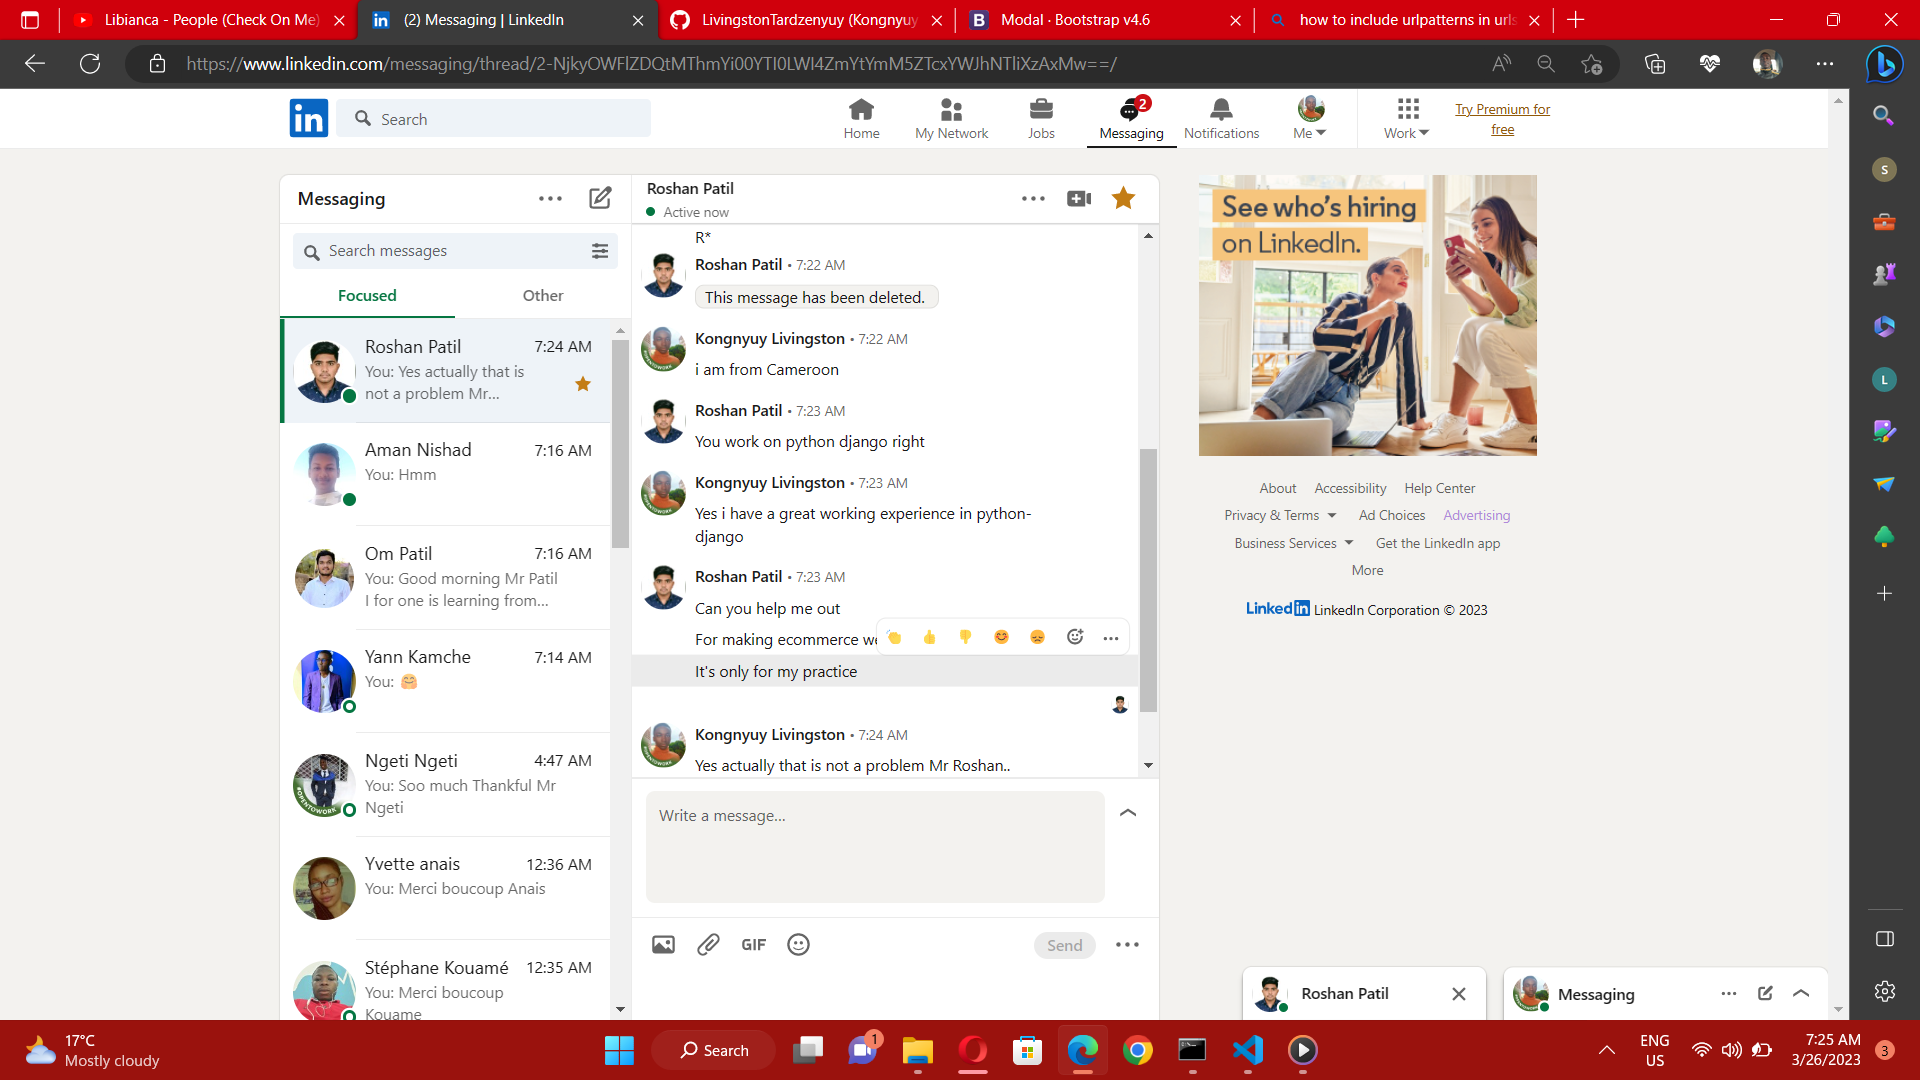 Libianca - People (Check On Me)
(2) Messaging | LinkedIn
LivingstonTardzenyuy (Kongnyuy
Modal · Bootstrap v4.6
how to include urlpatterns in urls
https://www.linkedin.com/messaging/thread/2-NjkyOWFlZDQtMThmYi00YTI0LWI4ZmYtYmM5ZTcxYWJhNTliXzAxMw==/
in
Search
Home
My Network
Jobs
2
Messaging
Notifications
Me
Work
Try Premium for
free
Messaging
Search messages
Focused
Other
Roshan Patil 7:24 AM
You: Yes actually that is
not a problem Mr...
Aman Nishad 7:16 AM
You: Hmm
Om Patil 7:16 AM
You: Good morning Mr Patil
I for one is learning from...
Yann Kamche 7:14 AM
You: 🤗
Ngeti Ngeti 4:47 AM
You: Soo much Thankful Mr
Ngeti
#OPENTOWORK
Yvette anais 12:36 AM
You: Merci boucoup Anais
Stéphane Kouamé 12:35 AM
You: Merci boucoup
Kouame
Roshan Patil
Active now
R*
Roshan Patil • 7:22 AM
This message has been deleted.
Kongnyuy Livingston • 7:22 AM
i am from Cameroon
Roshan Patil • 7:23 AM
You work on python django right
Kongnyuy Livingston • 7:23 AM
Yes i have a great working experience in python-
django
Roshan Patil • 7:23 AM
Can you help me out
For making ecommerce we
It's only for my practice
Kongnyuy Livingston • 7:24 AM
Yes actually that is not a problem Mr Roshan..
Write a message...
GIF
Send
See who's hiring
on LinkedIn.
About
Accessibility
Help Center
Privacy & Terms
Ad Choices
Advertising
Business Services
Get the LinkedIn app
More
LinkedIn LinkedIn Corporation © 2023
Roshan Patil
Messaging
S
L
17°C
Mostly cloudy
Search
1
ENG
US
7:25 AM
3/26/2023
3